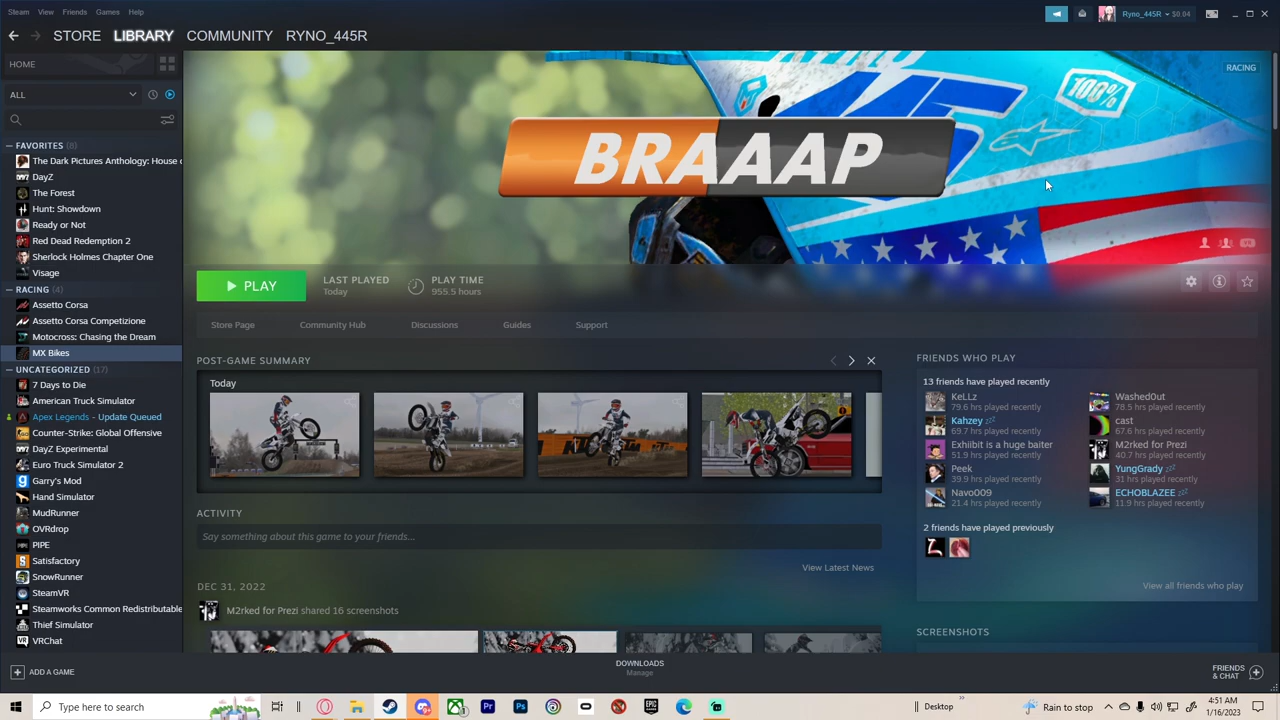 Steam View Friends Games Help
Ryno_445R $0.04
STORE LIBRARY COMMUNITY RYNO_445R
HOME
ALL
FAVORITES (8)
The Dark Pictures Anthology: House o
DayZ
The Forest
Hunt: Showdown
Ready or Not
Red Dead Redemption 2
Sherlock Holmes Chapter One
Visage
RACING (4)
Assetto Corsa
Assetto Corsa Competizione
Motocross: Chasing the Dream
MX Bikes
UNCATEGORIZED (17)
7 Days to Die
American Truck Simulator
Apex Legends - Update Queued
Counter-Strike: Global Offensive
DayZ Experimental
Euro Truck Simulator 2
Garry's Mod
Hand Simulator
MudRunner
OVRdrop
PIPE
Satisfactory
SnowRunner
SteamVR
Steamworks Common Redistributable
Thief Simulator
VRChat
RACING
100%
BRAAAP
PLAY
LAST PLAYED
Today
PLAY TIME
955.5 hours
Store Page Community Hub Discussions Guides Support
POST-GAME SUMMARY
Today
ACTIVITY
Say something about this game to your friends...
View Latest News
DEC 31, 2022
M2rked for Prezi shared 16 screenshots
FRIENDS WHO PLAY
13 friends have played recently
KeLLz
79.6 hrs played recently
WashedOut
78.5 hrs played recently
Kahzey zzz
69.7 hrs played recently
cast
67.6 hrs played recently
Exhiibit is a huge baiter
51.9 hrs played recently
M2rked for Prezi
40.7 hrs played recently
Peek
39.9 hrs played recently
YungGrady zzz
31 hrs played recently
Navo009
21.4 hrs played recently
ECHOBLAZEE zzz
11.9 hrs played recently
2 friends have played previously
View all friends who play
SCREENSHOTS
ADD A GAME
DOWNLOADS
Manage
FRIENDS
& CHAT
Type here to search
Desktop
Rain to stop
4:51 AM
1/16/2023